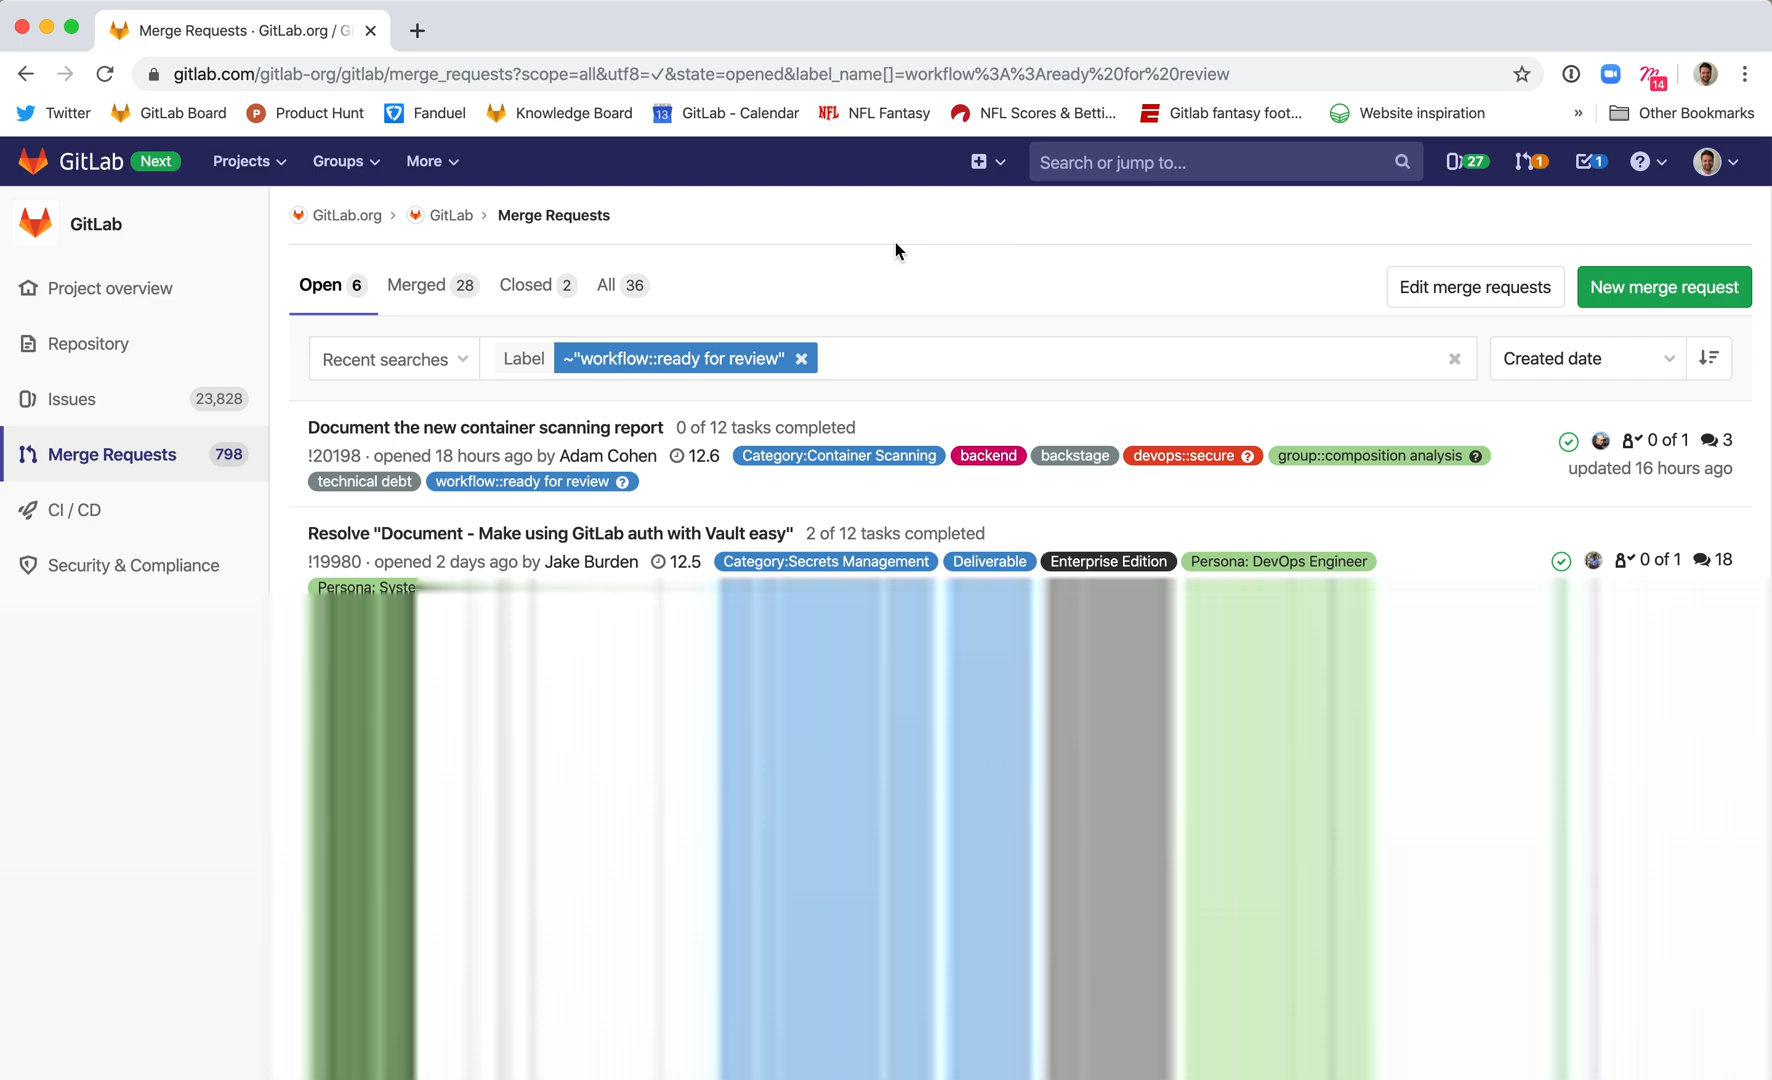 Merge Requests · GitLab.org / Gi
gitlab.com/gitlab-org/gitlab/merge_requests?scope=all&utf8=✓&state=opened&label_name[]=workflow%3A%3Aready%20for%20review
14
Twitter GitLab Board Product Hunt Fanduel Knowledge Board 13 GitLab - Calendar NFL NFL Fantasy NFL Scores & Betti... Gitlab fantasy foot... Website inspiration » Other Bookmarks
GitLab Next Projects Groups More Search or jump to... 27 1 1
GitLab
GitLab.org > GitLab > Merge Requests
Open 6 Merged 28 Closed 2 All 36 Edit merge requests New merge request
Project overview
Repository
Issues 23,828
Merge Requests 798
CI / CD
Security & Compliance
Recent searches Label ~"workflow::ready for review" Created date
Document the new container scanning report 0 of 12 tasks completed
!20198 · opened 18 hours ago by Adam Cohen 12.6 Category:Container Scanning backend backstage devops::secure group::composition analysis 0 of 1 3
technical debt workflow::ready for review updated 16 hours ago
Resolve "Document - Make using GitLab auth with Vault easy" 2 of 12 tasks completed
!19980 · opened 2 days ago by Jake Burden 12.5 Category:Secrets Management Deliverable Enterprise Edition Persona: DevOps Engineer 0 of 1 18
Persona: Syste